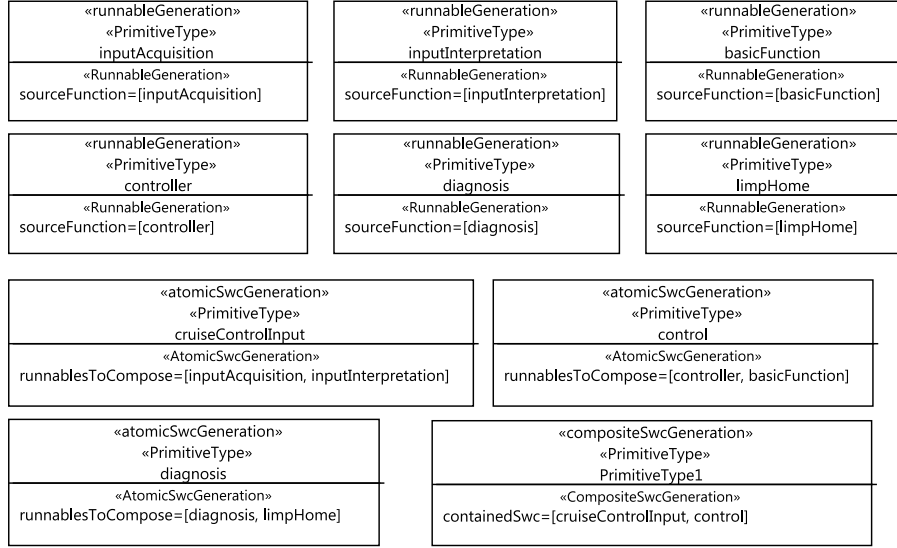 «runnableGeneration»
«PrimitiveType»
inputAcquisition
«RunnableGeneration»
sourceFunction=[inputAcquisition]
«runnableGeneration»
«PrimitiveType»
inputInterpretation
«RunnableGeneration»
sourceFunction=[inputInterpretation]
«runnableGeneration»
«PrimitiveType»
basicFunction
«RunnableGeneration»
sourceFunction=[basicFunction]
«runnableGeneration»
«PrimitiveType»
controller
«RunnableGeneration»
sourceFunction=[controller]
«runnableGeneration»
«PrimitiveType»
diagnosis
«RunnableGeneration»
sourceFunction=[diagnosis]
«runnableGeneration»
«PrimitiveType»
limpHome
«RunnableGeneration»
sourceFunction=[limpHome]
«atomicSwcGeneration»
«PrimitiveType»
cruiseControlInput
«AtomicSwcGeneration»
runnablesToCompose=[inputAcquisition, inputInterpretation]
«atomicSwcGeneration»
«PrimitiveType»
control
«AtomicSwcGeneration»
runnablesToCompose=[controller, basicFunction]
«atomicSwcGeneration»
«PrimitiveType»
diagnosis
«AtomicSwcGeneration»
runnablesToCompose=[diagnosis, limpHome]
«compositeSwcGeneration»
«PrimitiveType»
PrimitiveType1
«CompositeSwcGeneration»
containedSwc=[cruiseControlInput, control]